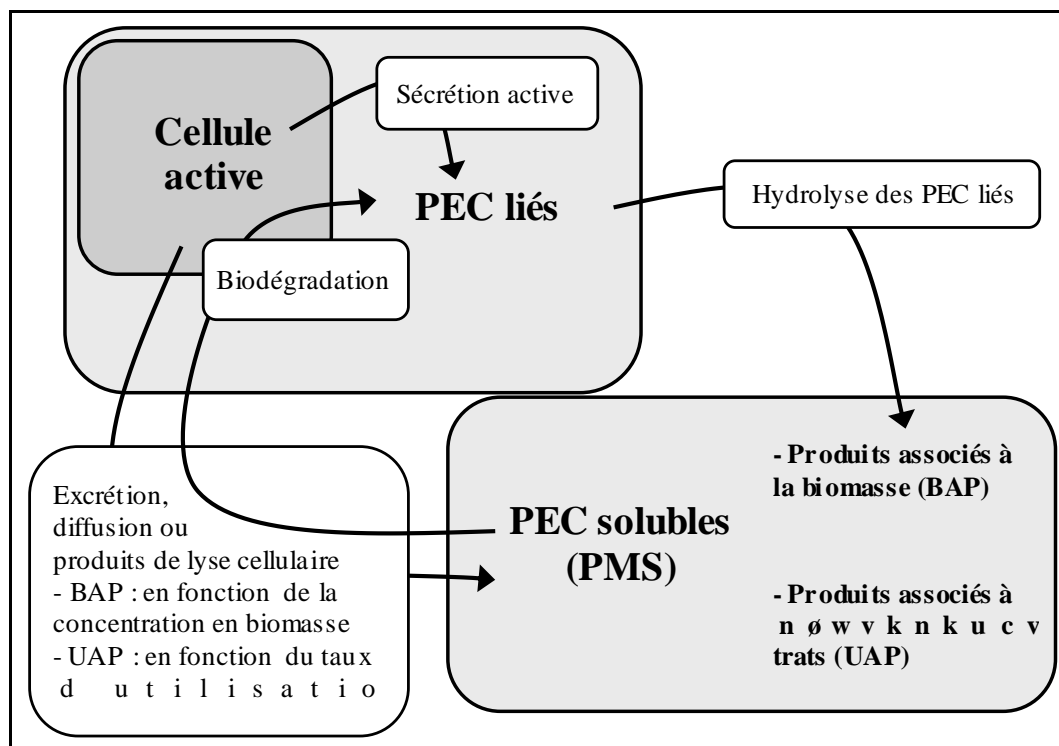 Sécrétion active
Cellule
active
PEC liés
Hydrolyse des PEC liés
Biodégradation
Excrétion,
diffusion ou
produits de lyse cellulaire
- BAP : en fonction de la
concentration en biomasse
- UAP : en fonction du taux
d u t i l i s a t i o
PEC solubles
(PMS)
- Produits associés à
la biomasse (BAP)
- Produits associés à
n ø w v k n k u c v
trats (UAP)